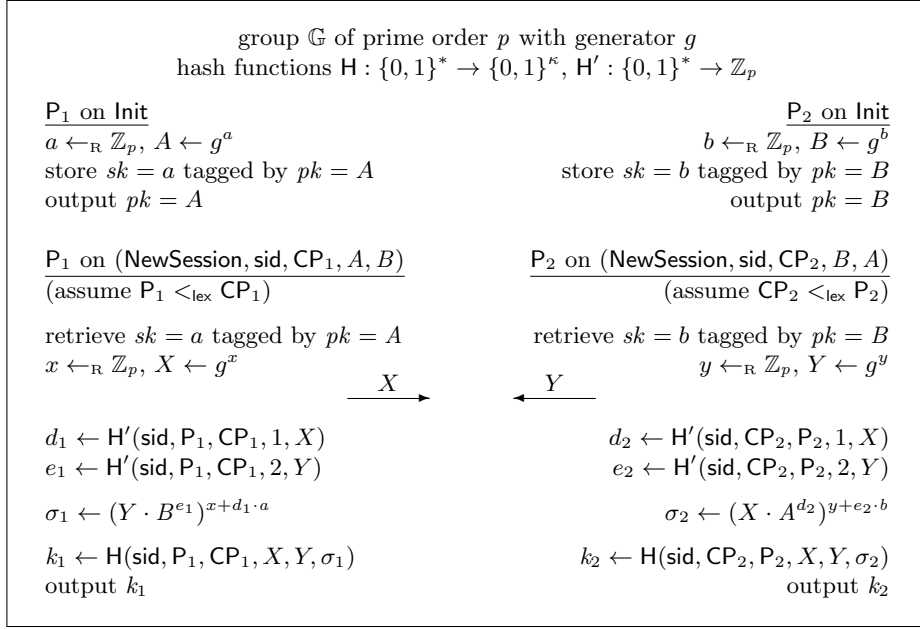 group 𝔾 of prime order p with generator g
hash functions H : {0, 1}* → {0, 1}^κ, H′ : {0, 1}* → ℤ_p
P₁ on Init
a ←_R ℤ_p, A ← g^a
store sk = a tagged by pk = A
output pk = A
P₂ on Init
b ←_R ℤ_p, B ← g^b
store sk = b tagged by pk = B
output pk = B
P₁ on (NewSession, sid, CP₁, A, B)
(assume P₁ <_lex CP₁)
retrieve sk = a tagged by pk = A
x ←_R ℤ_p, X ← g^x
P₂ on (NewSession, sid, CP₂, B, A)
(assume CP₂ <_lex P₂)
retrieve sk = b tagged by pk = B
y ←_R ℤ_p, Y ← g^y
X
Y
d₁ ← H′(sid, P₁, CP₁, 1, X)
e₁ ← H′(sid, P₁, CP₁, 2, Y)
σ₁ ← (Y · B^{e₁})^{x+d₁·a}
k₁ ← H(sid, P₁, CP₁, X, Y, σ₁)
output k₁
d₂ ← H′(sid, CP₂, P₂, 1, X)
e₂ ← H′(sid, CP₂, P₂, 2, Y)
σ₂ ← (X · A^{d₂})^{y+e₂·b}
k₂ ← H(sid, CP₂, P₂, X, Y, σ₂)
output k₂